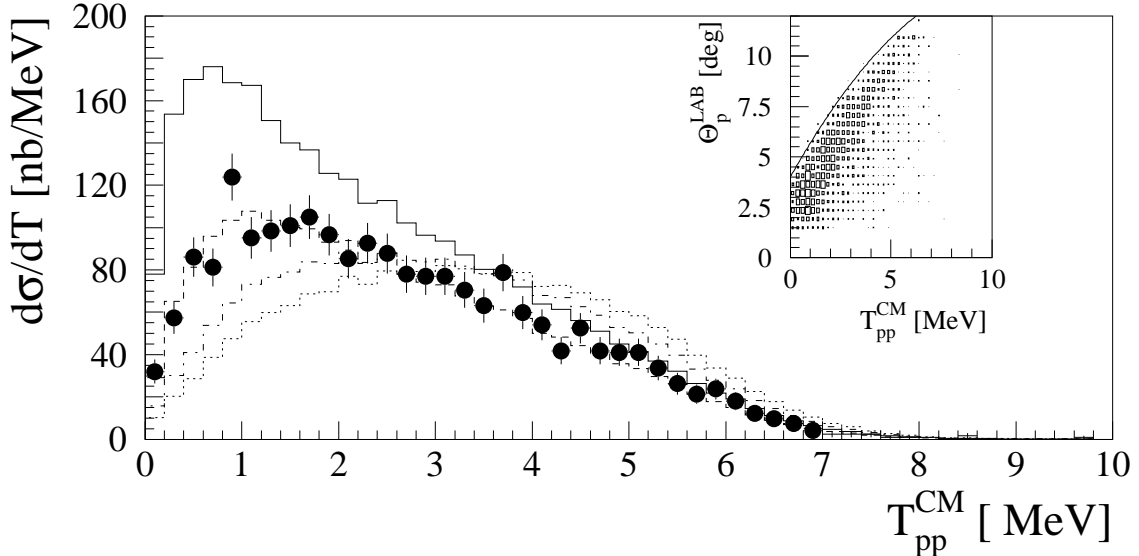 dσ/dT [nb/MeV]
200
160
120
80
40
0
0 1 2 3 4 5 6 7 8 9 10
T_pp^CM [ MeV]
Θ_p^LAB [deg]
10
7.5
5
2.5
0
0 5 10
T_pp^CM [MeV]